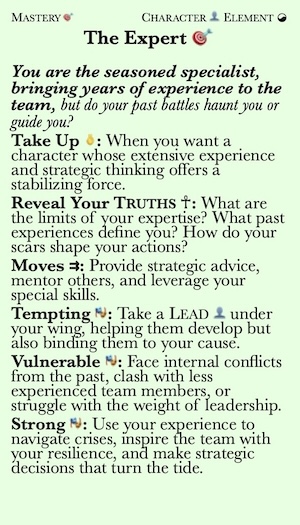 Mastery 🎯 Character 👤 Element ☯
The Expert 🎯
You are the seasoned specialist,
bringing years of experience to the
team, but do your past battles haunt you or
guide you?
Take Up 👌: When you want a
character whose extensive experience
and strategic thinking offers a
stabilizing force.
Reveal Your Truths ☥: What are
the limits of your expertise? What past
experiences define you? How do your
scars shape your actions?
Moves ⇉: Provide strategic advice,
mentor others, and leverage your
special skills.
Tempting 🎭: Take a Lead 👤 under
your wing, helping them develop but
also binding them to your cause.
Vulnerable 🎭: Face internal conflicts
from the past, clash with less
experienced team members, or
struggle with the weight of leadership.
Strong 🎭: Use your experience to
navigate crises, inspire the team with
your resilience, and make strategic
decisions that turn the tide.